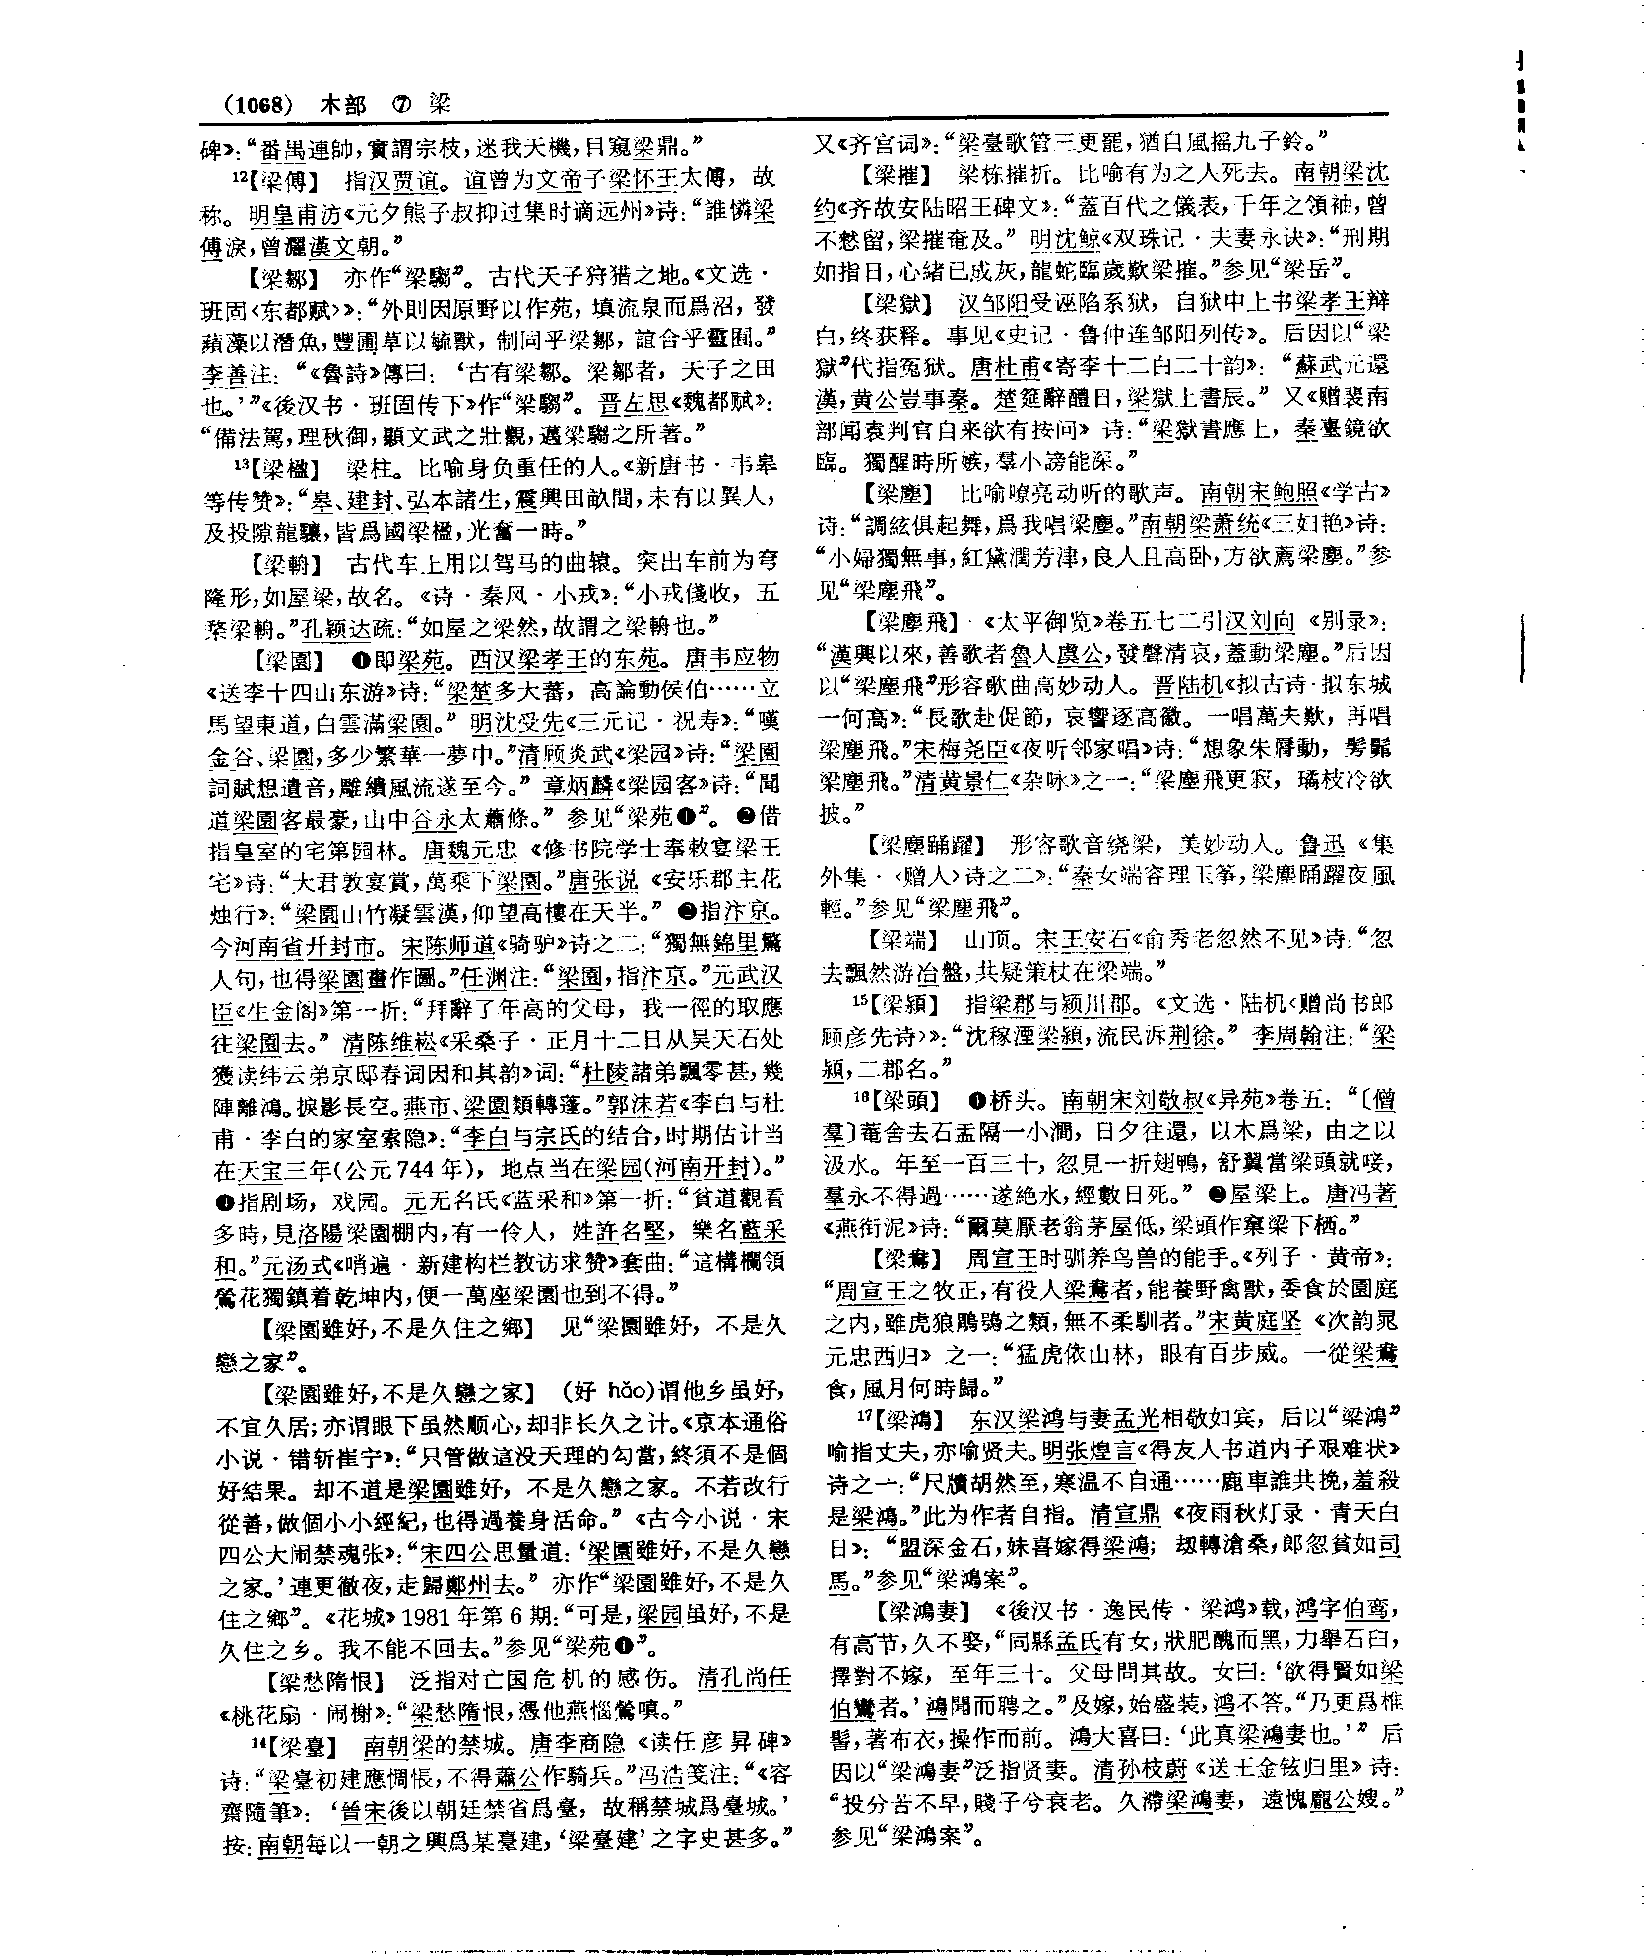 (1068) 木部 ⑦ 梁
碑》：“番禺連帥，實謂宗枝，迷我天機，目窺梁鼎。”
12【梁傅】 指汉贾谊。谊曾为文帝子梁怀王太傅，故
称。明皇甫汸《元夕熊子叔抑过集时谪远州》诗：“誰憐梁
傅淚，曾灑漢文朝。”
【梁鄒】 亦作“梁騶”。古代天子狩猎之地。《文选·
班固〈东都赋〉》：“外則因原野以作苑，填流泉而爲沼，發
蘋藻以潛魚，豐圃草以毓獸，制同乎梁鄒，誼合乎靈囿。”
李善注：“《魯詩》傳曰：‘古有梁鄒。梁鄒者，天子之田
也。’”《後汉书·班固传下》作“梁騶”。晋左思《魏都赋》：
“備法駕，理秋御，顯文武之壯觀，邁梁騶之所著。”
13【梁楹】 梁柱。比喻身负重任的人。《新唐书·韦皋
等传赞》：“皋、建封、弘本諸生，震興田畝間，未有以異人，
及投隙龍驤，皆爲國梁楹，光奮一時。”
【梁輈】 古代车上用以驾马的曲辕。突出车前为穹
隆形，如屋梁，故名。《诗·秦风·小戎》：“小戎俴收，五
楘梁輈。”孔颖达疏：“如屋之梁然，故謂之梁輈也。”
【梁園】 ❶即梁苑。西汉梁孝王的东苑。唐韦应物
《送李十四山东游》诗：“梁楚多大蕃，高論動侯伯……立
馬望東道，白雲滿梁園。”明沈受先《三元记·祝寿》：“嘆
金谷、梁園，多少繁華一夢中。”清顾炎武《梁园》诗：“梁園
詞賦想遺音，雕繢風流遂至今。”章炳麟《梁园客》诗：“聞
道梁園客最豪，山中谷永太蕭條。”参见“梁苑❶”。❷借
指皇室的宅第园林。唐魏元忠《修书院学士奉敕宴梁王
宅》诗：“大君敦宴賞，萬乘下梁園。”唐张说《安乐郡主花
烛行》：“梁園山竹凝雲漢，仰望高樓在天半。”❸指汴京。
今河南省开封市。宋陈师道《骑驴》诗之二：“獨無錦里驚
人句，也得梁園畫作圖。”任渊注：“梁園，指汴京。”元武汉
臣《生金阁》第一折：“拜辭了年高的父母，我一徑的取應
往梁園去。”清陈维崧《采桑子·正月十二日从吴天石处
獲读纬云弟京邸春词因和其韵》词：“杜陵諸弟飄零甚，幾
陣離鴻。捩影長空。燕市、梁園類轉蓬。”郭沫若《李白与杜
甫·李白的家室索隐》：“李白与宗氏的结合，时期估计当
在天宝三年(公元744年)，地点当在梁园(河南开封)。”
❹指剧场，戏园。元无名氏《蓝采和》第一折：“貧道觀看
多時，見洛陽梁園棚内，有一伶人，姓許名堅，樂名藍采
和。”元汤式《哨遍·新建构栏教访求赞》套曲：“這構欄領
鶯花獨鎮着乾坤内，便一萬座梁園也到不得。”
【梁園雖好，不是久住之鄉】 见“梁園雖好，不是久
戀之家”。
【梁園雖好，不是久戀之家】 (好 hǎo)谓他乡虽好，
不宜久居；亦谓眼下虽然顺心，却非长久之计。《京本通俗
小说·错斩崔宁》：“只管做這没天理的勾當，終須不是個
好結果。却不道是梁園雖好，不是久戀之家。不若改行
從善，做個小小經紀，也得過養身活命。”《古今小说·宋
四公大闹禁魂张》：“宋四公思量道：‘梁園雖好，不是久戀
之家。’連更徹夜，走歸鄭州去。”亦作“梁園雖好，不是久
住之鄉”。《花城》1981年第6期：“可是，梁园虽好，不是
久住之乡。我不能不回去。”参见“梁苑❶”。
【梁愁隋恨】 泛指对亡国危机的感伤。清孔尚任
《桃花扇·闹榭》：“梁愁隋恨，憑他燕惱鶯嗔。”
14【梁臺】 南朝梁的禁城。唐李商隐《读任彦昇碑》
诗：“梁臺初建應惆悵，不得蕭公作騎兵。”冯浩笺注：“《容
齋隨筆》：‘晉宋後以朝廷禁省爲臺，故稱禁城爲臺城。’
按：南朝每以一朝之興爲某臺建，‘梁臺建’之字史甚多。”
又《齐宫词》：“梁臺歌管三更罷，猶自風摇九子鈴。”
【梁摧】 梁栋摧折。比喻有为之人死去。南朝梁沈
约《齐故安陆昭王碑文》：“蓋百代之儀表，千年之領袖，曾
不憖留，梁摧奄及。”明沈鲸《双珠记·夫妻永诀》：“刑期
如指日，心緒已成灰，龍蛇臨歲歎梁摧。”参见“梁岳”。
【梁獄】 汉邹阳受诬陷系狱，自狱中上书梁孝王辩
白，终获释。事见《史记·鲁仲连邹阳列传》。后因以“梁
獄”代指冤狱。唐杜甫《寄李十二白二十韵》：“蘇武元還
漢，黄公豈事秦。楚筵辭醴日，梁獄上書辰。”又《赠裴南
部闻袁判官自来欲有按问》诗：“梁獄書應上，秦臺鏡欲
臨。獨醒時所嫉，羣小謗能深。”
【梁塵】 比喻嘹亮动听的歌声。南朝宋鲍照《学古》
诗：“調絃俱起舞，爲我唱梁塵。”南朝梁萧统《三妇艳》诗：
“小婦獨無事，紅黛潤芳津，良人且高卧，方欲薦梁塵。”参
见“梁塵飛”。
【梁塵飛】 《太平御览》卷五七二引汉刘向《别录》：
“漢興以來，善歌者魯人虞公，發聲清哀，蓋動梁塵。”后因
以“梁塵飛”形容歌曲高妙动人。晋陆机《拟古诗·拟东城
一何高》：“長歌赴促節，哀響逐高徽。一唱萬夫歎，再唱
梁塵飛。”宋梅尧臣《夜听邻家唱》诗：“想象朱脣動，髣髴
梁塵飛。”清黄景仁《杂咏》之一：“梁塵飛更寂，璚枝冷欲
披。”
【梁塵踊躍】 形容歌音绕梁，美妙动人。鲁迅《集
外集·〈赠人〉诗之二》：“秦女端容理玉筝，梁塵踊躍夜風
輕。”参见“梁塵飛”。
【梁端】 山顶。宋王安石《俞秀老忽然不见》诗：“忽
去飄然游冶盤，共疑策杖在梁端。”
15【梁潁】 指梁郡与颍川郡。《文选·陆机〈赠尚书郎
顾彦先诗〉》：“沈稼湮梁潁，流民泝荆徐。”李周翰注：“梁
潁，二郡名。”
16【梁頭】 ❶桥头。南朝宋刘敬叔《异苑》卷五：“〔僧
羣〕菴舍去石盂隔一小澗，日夕往還，以木爲梁，由之以
汲水。年至一百三十，忽見一折翅鴨，舒翼當梁頭就唼，
羣永不得過……遂絶水，經數日死。”❷屋梁上。唐冯著
《燕衔泥》诗：“爾莫厭老翁茅屋低，梁頭作窠梁下栖。”
【梁鴦】 周宣王时驯养鸟兽的能手。《列子·黄帝》：
“周宣王之牧正，有役人梁鴦者，能養野禽獸，委食於園庭
之内，雖虎狼鵰鶚之類，無不柔馴者。”宋黄庭坚《次韵晁
元忠西归》之一：“猛虎依山林，眼有百步威。一從梁鴦
食，風月何時歸。”
17【梁鴻】 东汉梁鸿与妻孟光相敬如宾，后以“梁鴻”
喻指丈夫，亦喻贤夫。明张煌言《得友人书道内子艰难状》
诗之一：“尺牘胡然至，寒温不自通……鹿車誰共挽，羞殺
是梁鴻。”此为作者自指。清宣鼎《夜雨秋灯录·青天白
日》：“盟深金石，妹喜嫁得梁鴻；刼轉滄桑，郎忽貧如司
馬。”参见“梁鴻案”。
【梁鴻妻】 《後汉书·逸民传·梁鸿》载，鸿字伯鸾，
有高节，久不娶，“同縣孟氏有女，狀肥醜而黑，力舉石臼，
擇對不嫁，至年三十。父母問其故。女曰：‘欲得賢如梁
伯鸞者。’鴻聞而聘之。”及嫁，始盛装，鸿不答。“乃更爲椎
髻，著布衣，操作而前。鴻大喜曰：‘此真梁鴻妻也。’”后
因以“梁鴻妻”泛指贤妻。清孙枝蔚《送王金铉归里》诗：
“投分苦不早，賤子兮衰老。久滯梁鴻妻，遠愧龐公嫂。”
参见“梁鴻案”。